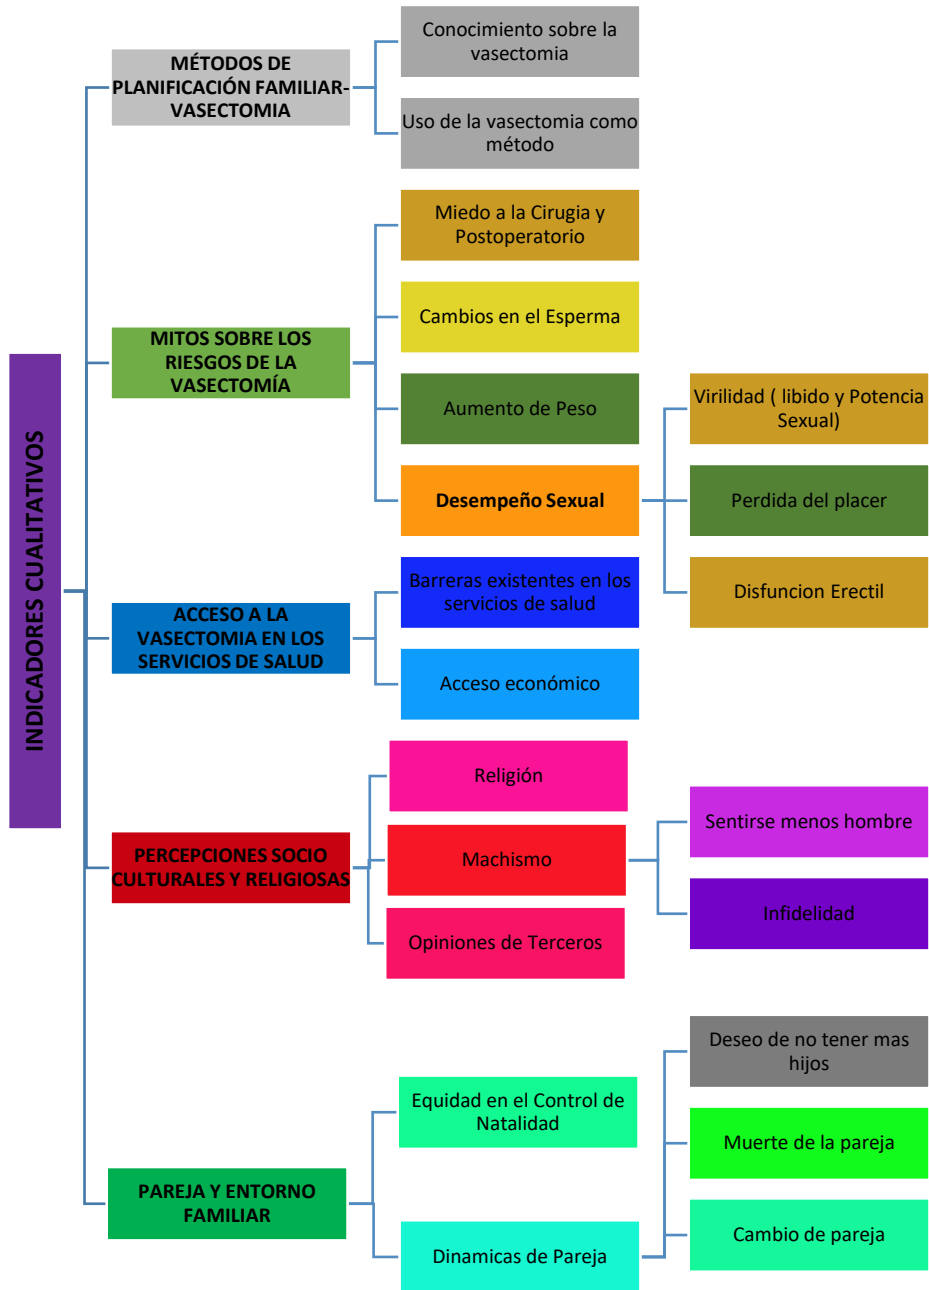 INDICADORES CUALITATIVOS
MÉTODOS DE
PLANIFICACIÓN FAMILIAR-
VASECTOMIA
Conocimiento sobre la
vasectomia
Uso de la vasectomia como
método
MITOS SOBRE LOS
RIESGOS DE LA
VASECTOMÍA
Miedo a la Cirugia y
Postoperatorio
Cambios en el Esperma
Aumento de Peso
Desempeño Sexual
Virilidad ( libido y Potencia
Sexual)
Perdida del placer
Disfuncion Erectil
ACCESO A LA
VASECTOMIA EN LOS
SERVICIOS DE SALUD
Barreras existentes en los
servicios de salud
Acceso económico
PERCEPCIONES SOCIO
CULTURALES Y RELIGIOSAS
Religión
Machismo
Sentirse menos hombre
Infidelidad
Opiniones de Terceros
PAREJA Y ENTORNO
FAMILIAR
Equidad en el Control de
Natalidad
Dinamicas de Pareja
Deseo de no tener mas
hijos
Muerte de la pareja
Cambio de pareja